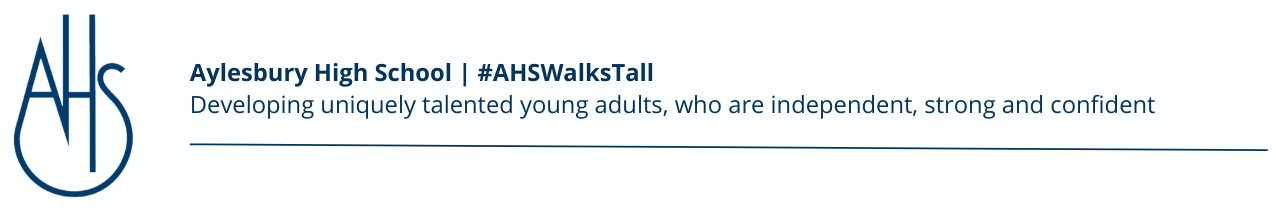 AHS
Aylesbury High School | #AHSWalksTall
Developing uniquely talented young adults, who are independent, strong and confident